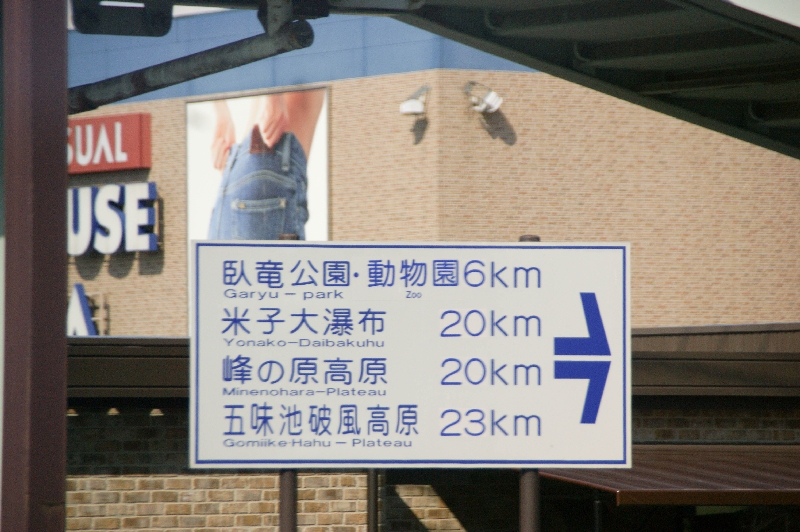 SUAL
USE
臥竜公園・動物園6km
Garyu－park Zoo
米子大瀑布 20km
Yonako-Daibakuhu
峰の原高原 20km
Minenohara-Plateau
五味池破風高原 23km
Gomiike-Hahu－Plateau